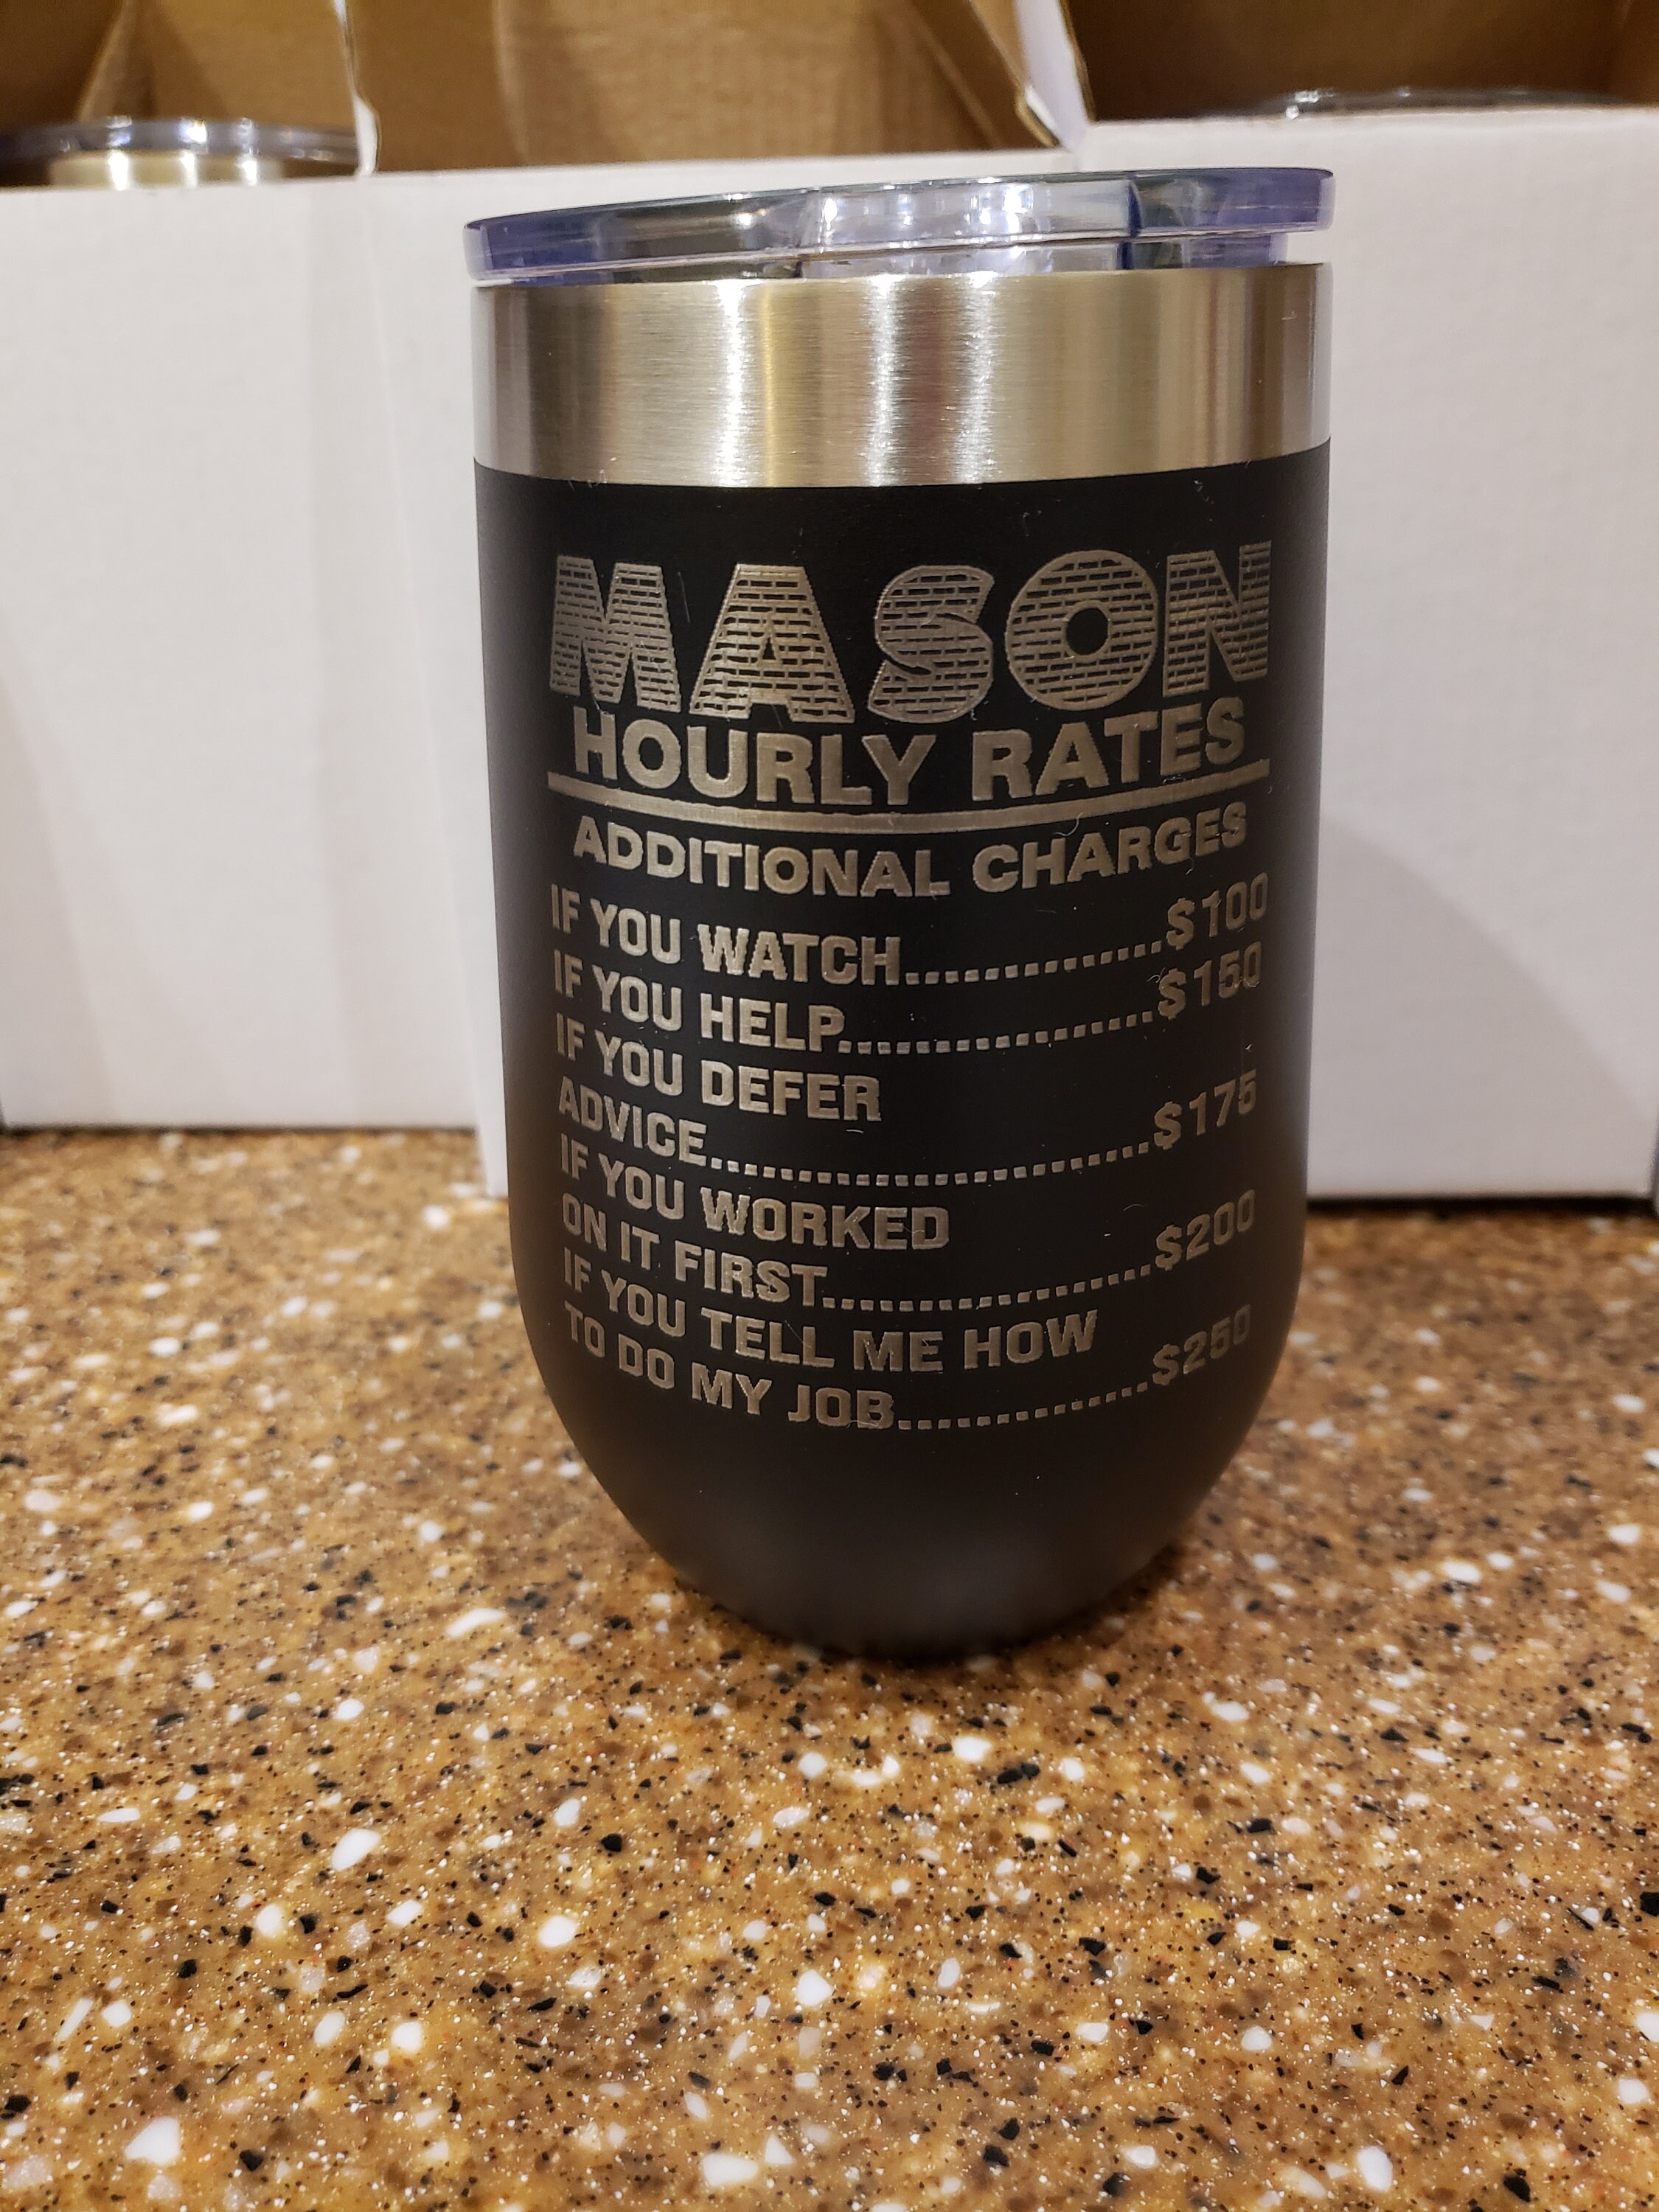 MASON
HOURLY RATES
ADDITIONAL CHARGES
IF YOU WATCH..............$100
IF YOU HELP..................$150
IF YOU DEFER
ADVICE.........................$175
IF YOU WORKED
ON IT FIRST...................$200
IF YOU TELL ME HOW
TO DO MY JOB..............$250